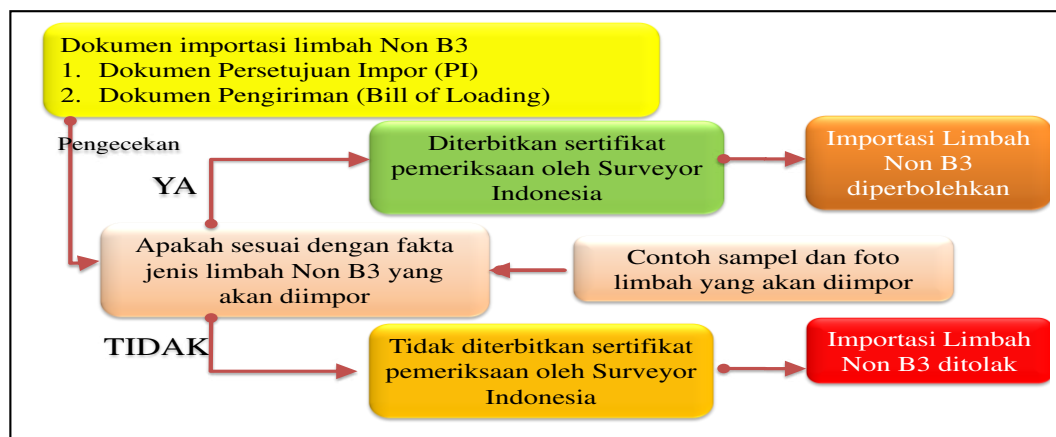 Dokumen importasi limbah Non B3
1. Dokumen Persetujuan Impor (PI)
2. Dokumen Pengiriman (Bill of Loading)
Pengecekan
YA
Diterbitkan sertifikat
pemeriksaan oleh Surveyor
Indonesia
Importasi Limbah
Non B3
diperbolehkan
Apakah sesuai dengan fakta
jenis limbah Non B3 yang
akan diimpor
Contoh sampel dan foto
limbah yang akan diimpor
TIDAK
Tidak diterbitkan sertifikat
pemeriksaan oleh Surveyor
Indonesia
Importasi Limbah
Non B3 ditolak